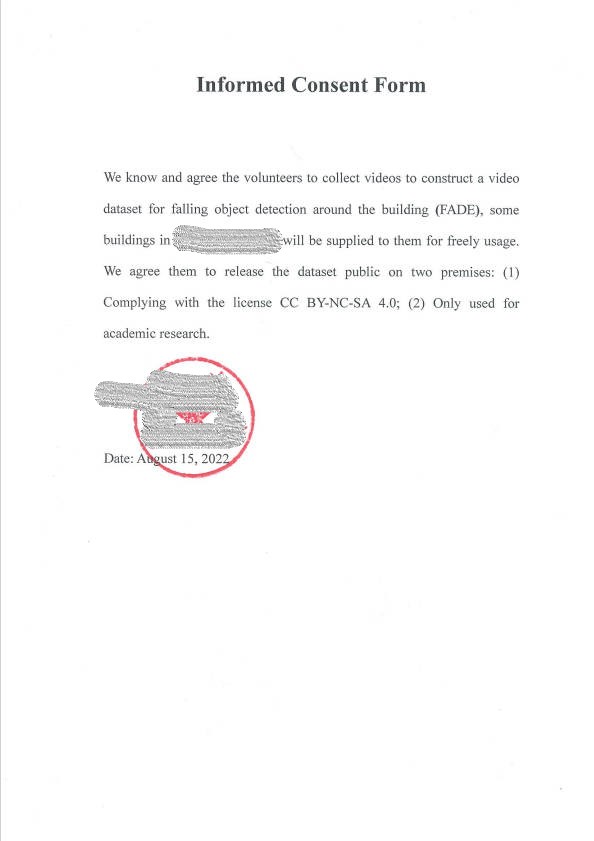 Informed Consent Form
We know and agree the volunteers to collect videos to construct a video
dataset for falling object detection around the building (FADE), some
buildings in will be supplied to them for freely usage.
We agree them to release the dataset public on two premises: (1)
Complying with the license CC BY-NC-SA 4.0; (2) Only used for
academic research.
Date: August 15, 2022